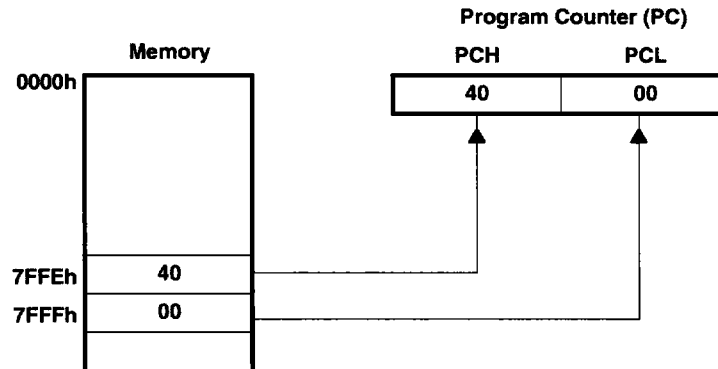 Program Counter (PC)
Memory
PCH PCL
0000h
40 00
7FFEh 40
7FFFh 00